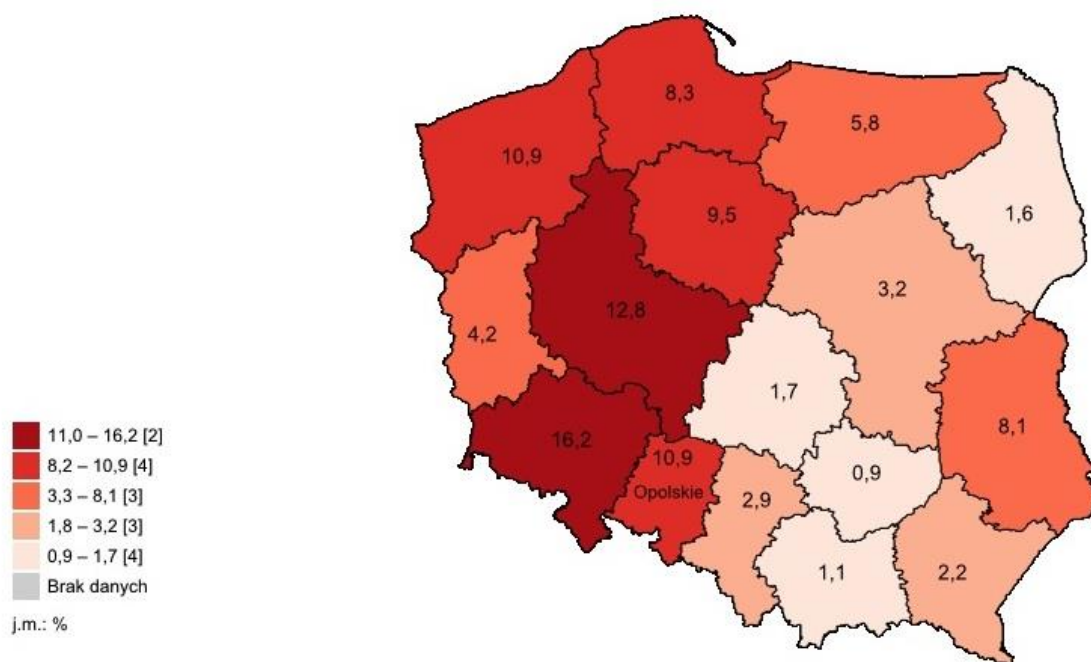 8,3
5,8
10,9
1,6
9,5
3,2
12,8
4,2
1,7
8,1
16,2
10,9
Opolskie
0,9
2,9
1,1
2,2
11,0 – 16,2 [2]
8,2 – 10,9 [4]
3,3 – 8,1 [3]
1,8 – 3,2 [3]
0,9 – 1,7 [4]
Brak danych
j.m.: %